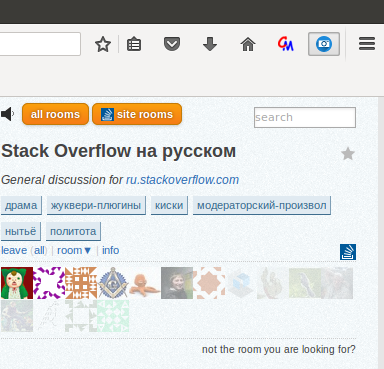 all rooms site rooms search
Stack Overflow на русском
General discussion for ru.stackoverflow.com
драма жуквери-плюгины киски модераторский-произвол
нытьё политота
leave (all) | room▼ | info
not the room you are looking for?